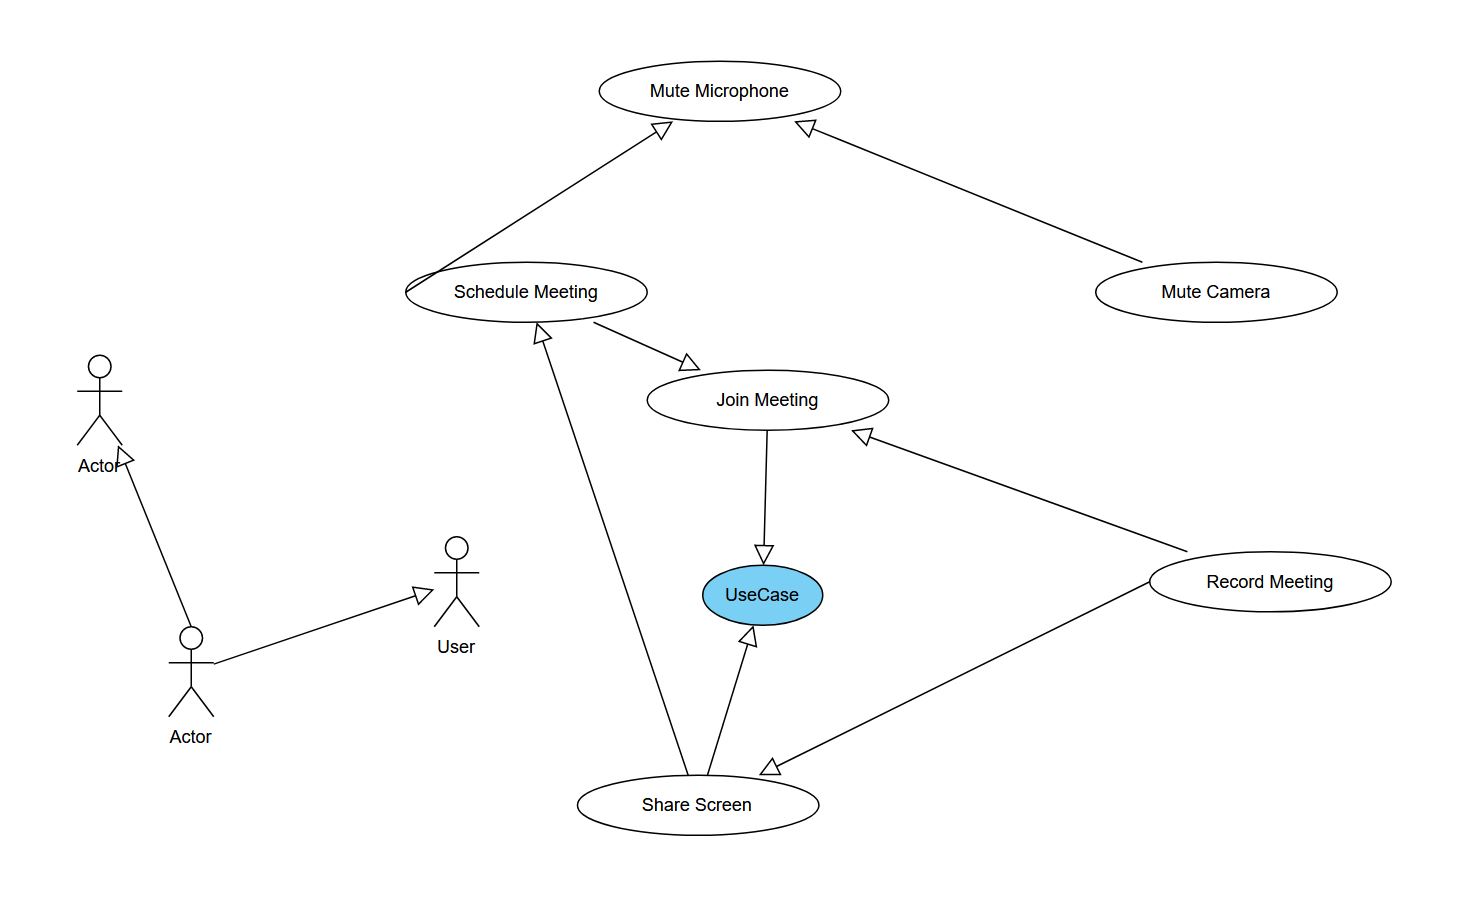 Mute Microphone
Schedule Meeting
Mute Camera
Join Meeting
Actor
Record Meeting
UseCase
User
Actor
Share Screen